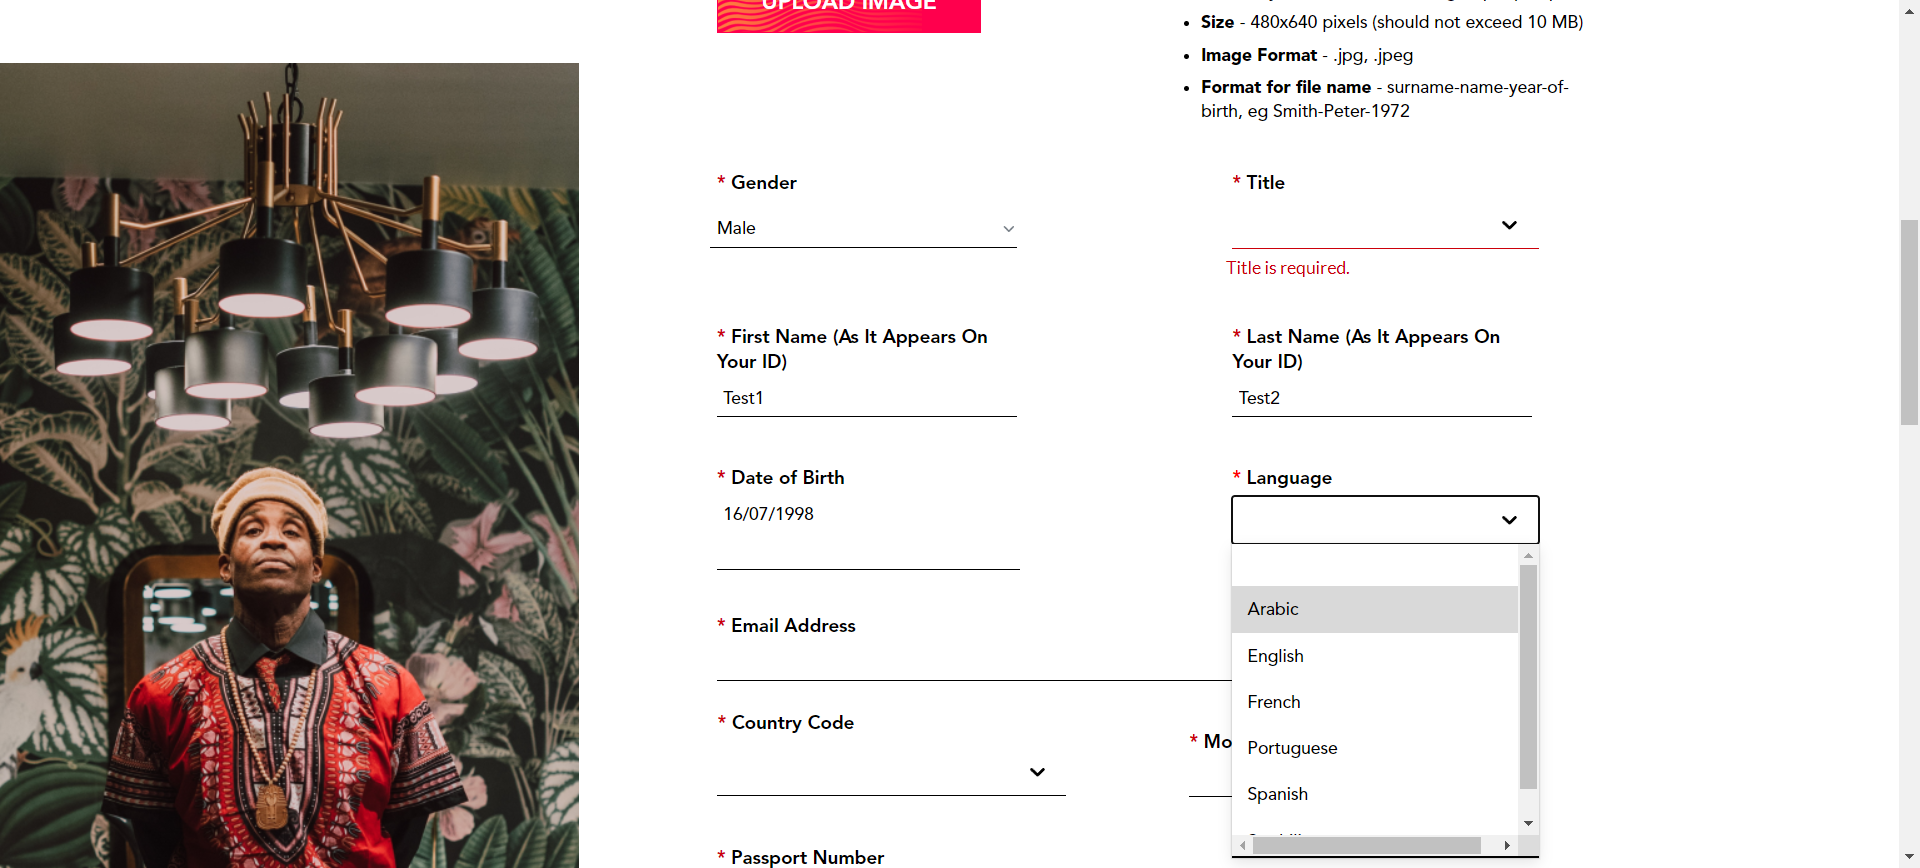 UPLOAD IMAGE
Size - 480x640 pixels (should not exceed 10 MB)
Image Format - .jpg, .jpeg
Format for file name - surname-name-year-of-
birth, eg Smith-Peter-1972
* Gender
Male
* Title
Title is required.
* First Name (As It Appears On
Your ID)
Test1
* Last Name (As It Appears On
Your ID)
Test2
* Date of Birth
16/07/1998
* Language
Arabic
English
French
Portuguese
Spanish
* Email Address
* Country Code
* Mo
* Passport Number